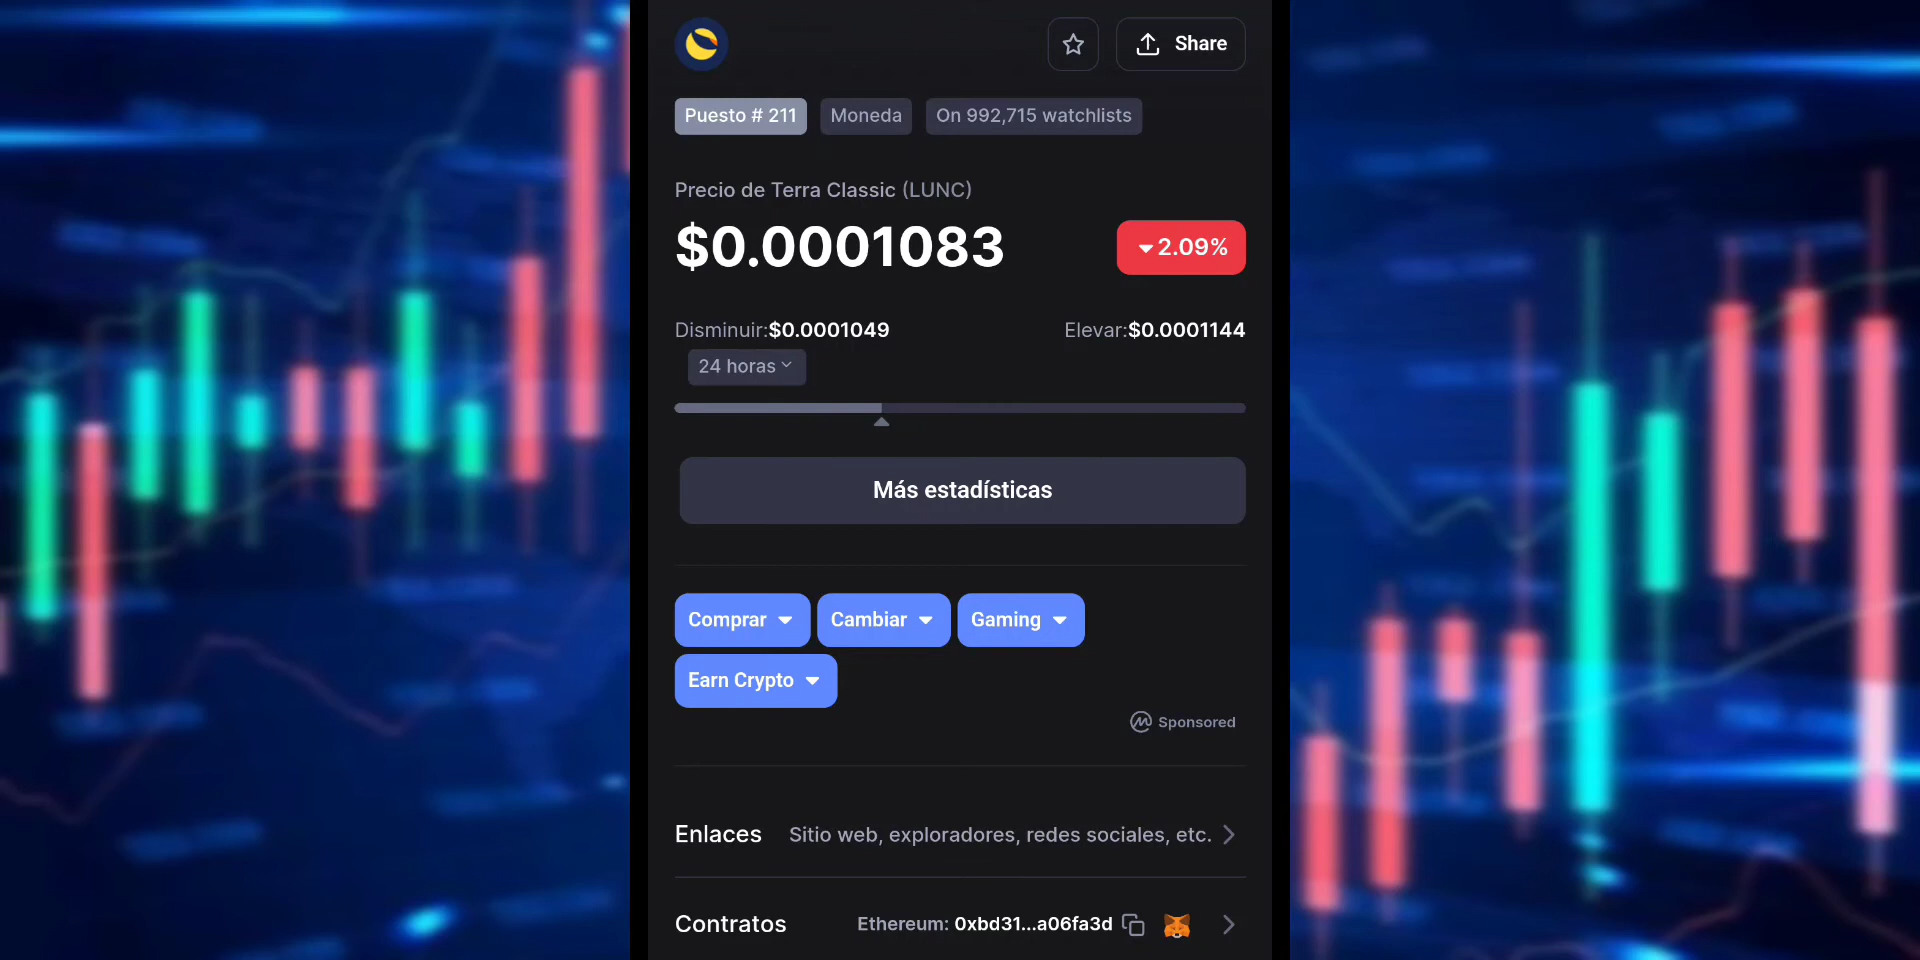 Share
Puesto # 211 Moneda On 992,715 watchlists
Precio de Terra Classic (LUNC)
$0.0001083 2.09%
Disminuir:$0.0001049 Elevar:$0.0001144
24 horas
Más estadísticas
Comprar Cambiar Gaming
Earn Crypto
Sponsored
Enlaces Sitio web, exploradores, redes sociales, etc.
Contratos Ethereum: 0xbd31...a06fa3d